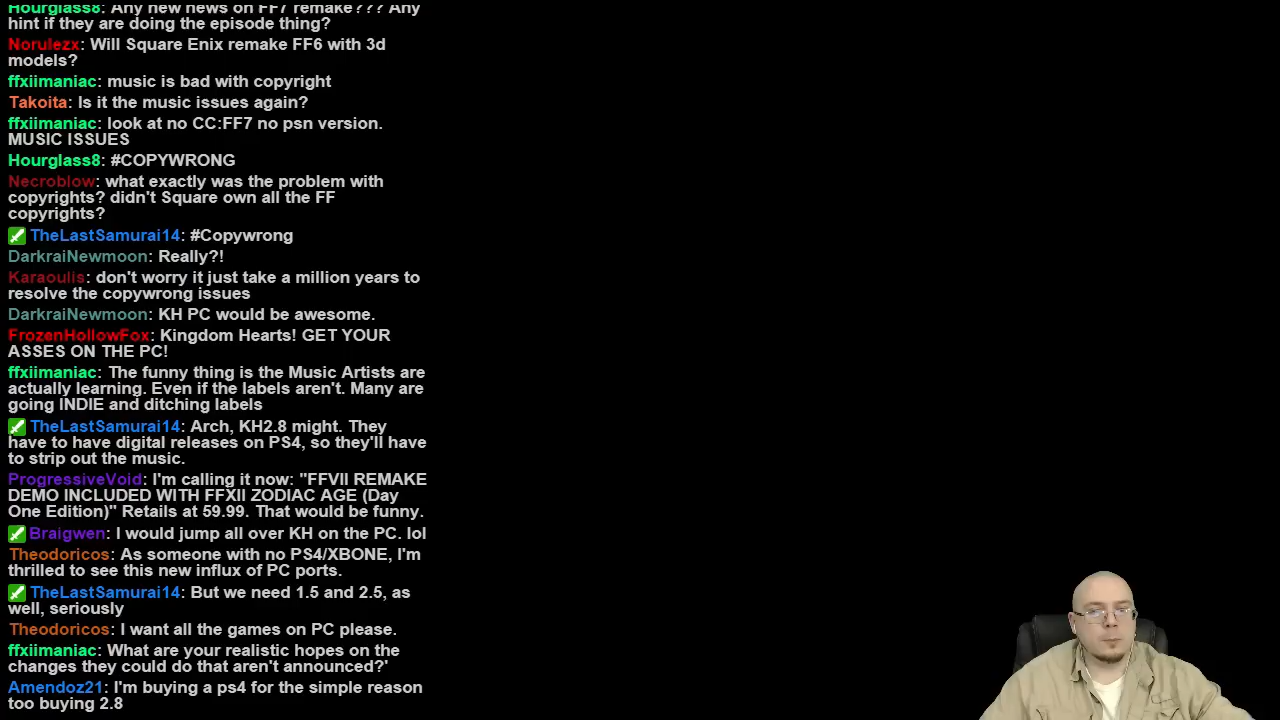 Hourglass8: Any new news on FF7 remake??? Any
hint if they are doing the episode thing?
Norulezx: Will Square Enix remake FF6 with 3d
models?
ffxiimaniac: music is bad with copyright
Takoita: Is it the music issues again?
ffxiimaniac: look at no CC:FF7 no psn version.
MUSIC ISSUES
Hourglass8: #COPYWRONG
Necroblow: what exactly was the problem with
copyrights? didn't Square own all the FF
copyrights?
TheLastSamurai14: #Copywrong
DarkraiNewmoon: Really?!
Karaoulis: don't worry it just take a million years to
resolve the copywrong issues
DarkraiNewmoon: KH PC would be awesome.
FrozenHollowFox: Kingdom Hearts! GET YOUR
ASSES ON THE PC!
ffxiimaniac: The funny thing is the Music Artists are
actually learning. Even if the labels aren't. Many are
going INDIE and ditching labels
TheLastSamurai14: Arch, KH2.8 might. They
have to have digital releases on PS4, so they'll have
to strip out the music.
ProgressiveVoid: I'm calling it now: "FFVII REMAKE
DEMO INCLUDED WITH FFXII ZODIAC AGE (Day
One Edition)" Retails at 59.99. That would be funny.
Braigwen: I would jump all over KH on the PC. lol
Theodoricos: As someone with no PS4/XBONE, I'm
thrilled to see this new influx of PC ports.
TheLastSamurai14: But we need 1.5 and 2.5, as
well, seriously
Theodoricos: I want all the games on PC please.
ffxiimaniac: What are your realistic hopes on the
changes they could do that aren't announced?'
Amendoz21: I'm buying a ps4 for the simple reason
too buying 2.8